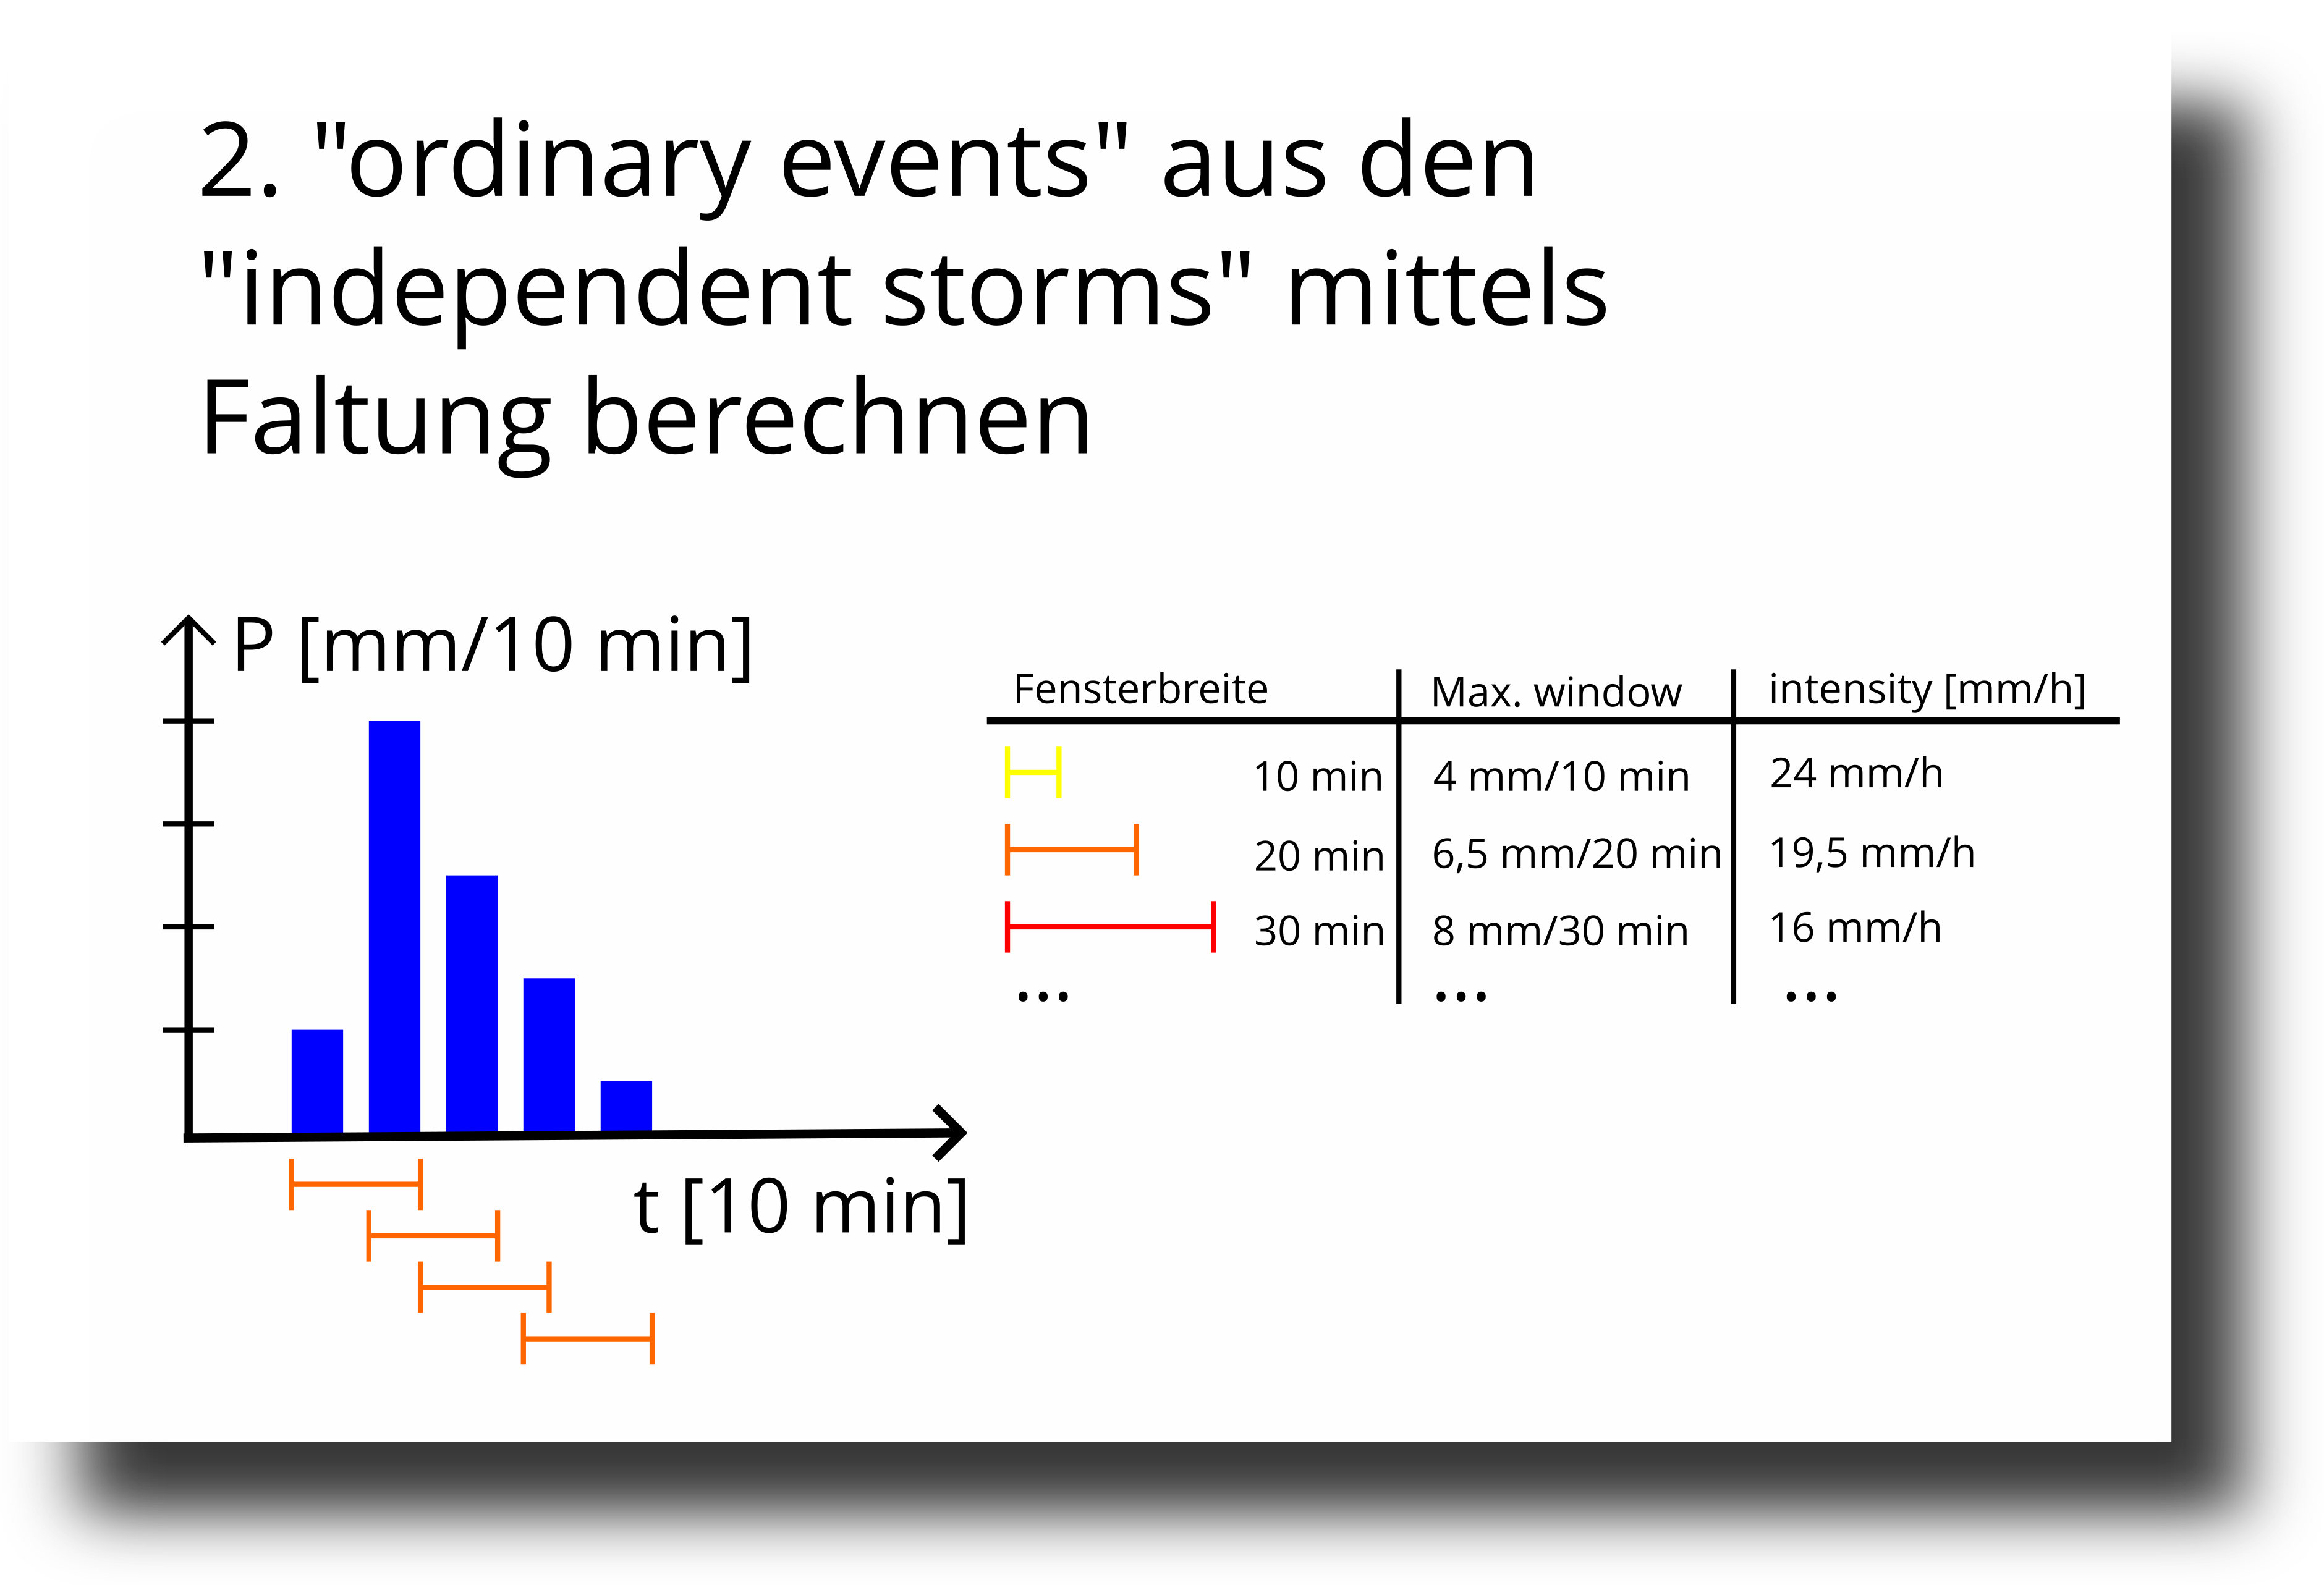 2. "ordinary events" aus den
"independent storms" mittels
Faltung berechnen
P [mm/10 min]
t [10 min]
Fensterbreite Max. window intensity [mm/h]
10 min 4 mm/10 min 24 mm/h
20 min 6,5 mm/20 min 19,5 mm/h
30 min 8 mm/30 min 16 mm/h
... ... ...